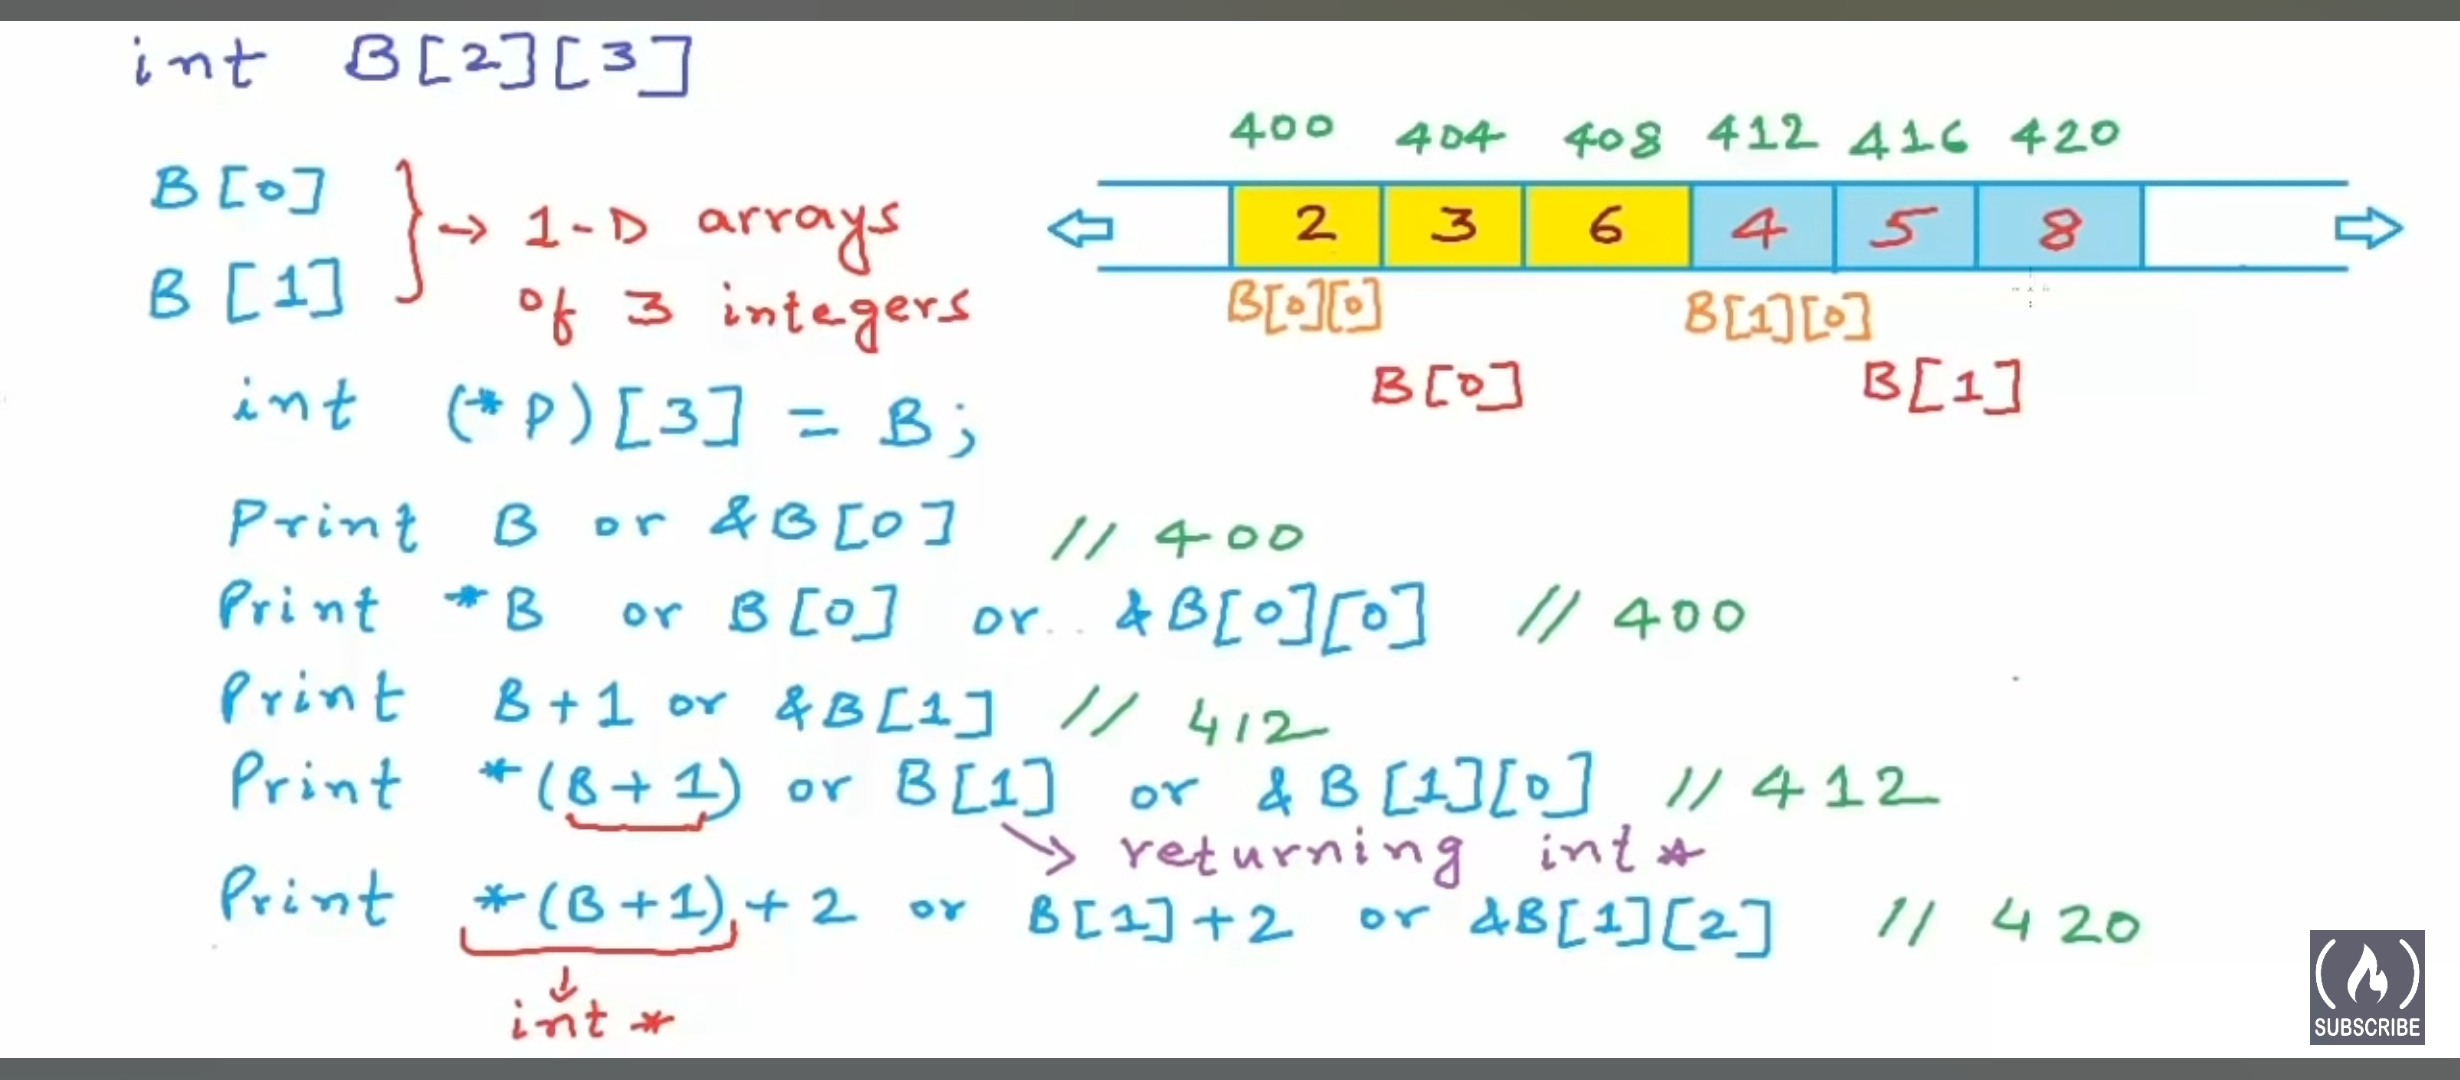 int B[2][3]
400 404 408 412 416 420
B[0]
B[1]
→ 1-D arrays
of 3 integers
2 3 6 4 5 8
B[0][0] B[1][0]
B[0] B[1]
int (*P)[3] = B;
Print B or &B[0] // 400
Print *B or B[0] or &B[0][0] // 400
Print B+1 or &B[1] // 412
Print *(B+1) or B[1] or &B[1][0] // 412
returning int*
Print *(B+1)+2 or B[1]+2 or &B[1][2] // 420
int*
SUBSCRIBE